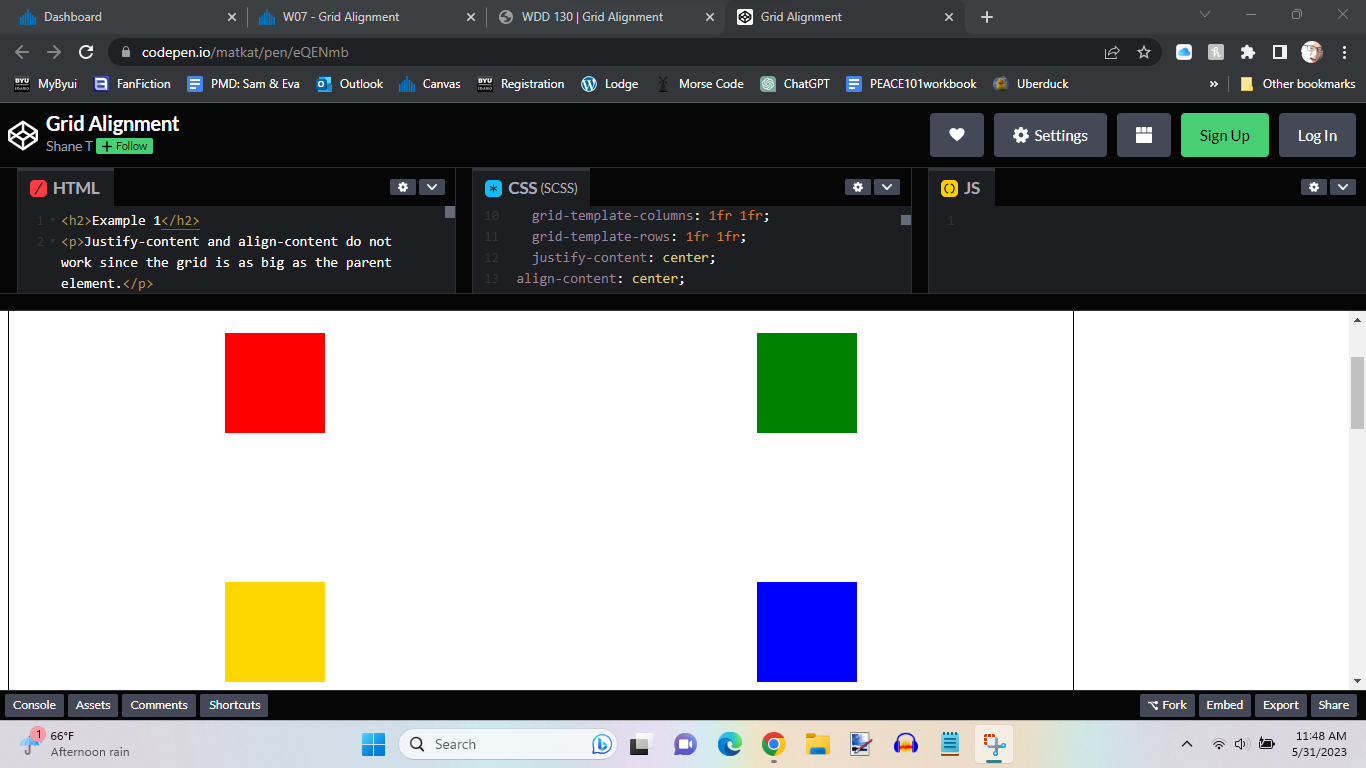 Dashboard
W07 - Grid Alignment
WDD 130 | Grid Alignment
Grid Alignment
codepen.io/matkat/pen/eQENmb
BYU IDAHO MyByui
FanFiction
PMD: Sam & Eva
Outlook
Canvas
BYU IDAHO Registration
Lodge
Morse Code
ChatGPT
PEACE101workbook
Uberduck
»
Other bookmarks
Grid Alignment
Shane T + Follow
Settings
Sign Up
Log In
HTML
CSS (SCSS)
JS
1 <h2>Example 1</h2>
2 <p>Justify-content and align-content do not
work since the grid is as big as the parent
element.</p>
10 grid-template-columns: 1fr 1fr;
11 grid-template-rows: 1fr 1fr;
12 justify-content: center;
13 align-content: center;
1
Console
Assets
Comments
Shortcuts
Fork
Embed
Export
Share
1
66°F
Afternoon rain
Search
11:48 AM
5/31/2023